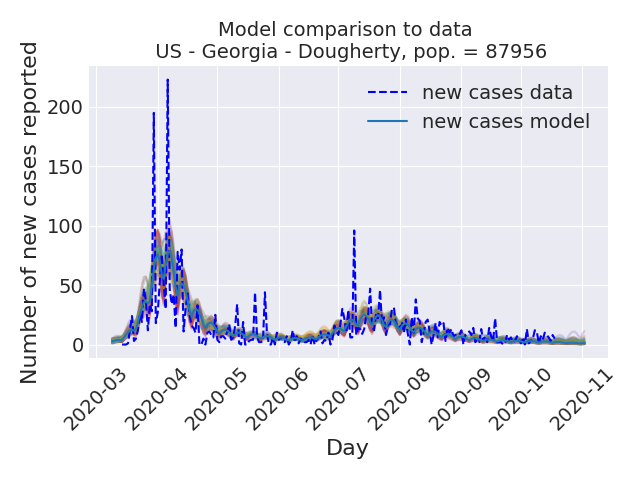 Model comparison to data
US - Georgia - Dougherty, pop. = 87956
Number of new cases reported
200
150
100
50
0
new cases data
new cases model
2020-03
2020-04
2020-05
2020-06
2020-07
2020-08
2020-09
2020-10
2020-11
Day